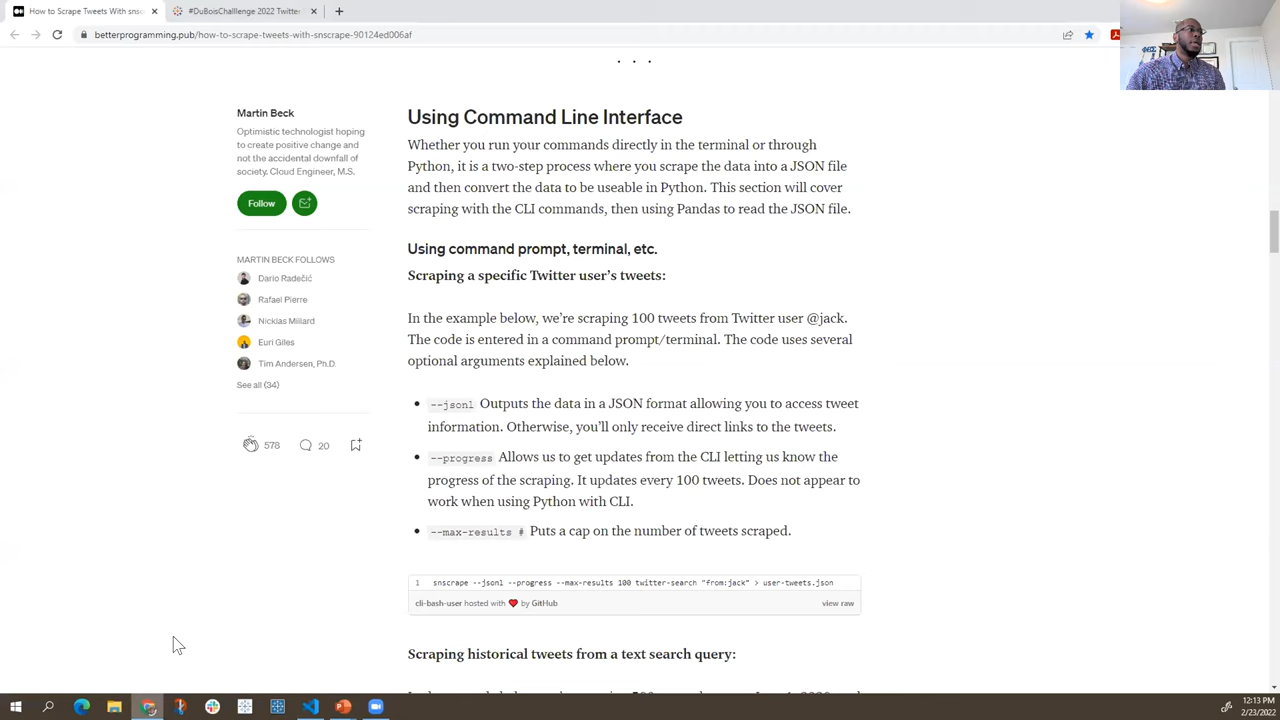 How to Scrape Tweets With snsc
#DuBoisChalllenge 2022 Twitter
betterprogramming.pub/how-to-scrape-tweets-with-snscrape-90124ed006af
. . .
Martin Beck
Optimistic technologist hoping
to create positive change and
not the accidental downfall of
society. Cloud Engineer, M.S.
Follow
MARTIN BECK FOLLOWS
Dario Radečić
Rafael Pierre
Nicklas Millard
Euri Giles
Tim Andersen, Ph.D.
See all (34)
578
20
Using Command Line Interface
Whether you run your commands directly in the terminal or through
Python, it is a two-step process where you scrape the data into a JSON file
and then convert the data to be useable in Python. This section will cover
scraping with the CLI commands, then using Pandas to read the JSON file.
Using command prompt, terminal, etc.
Scraping a specific Twitter user’s tweets:
In the example below, we’re scraping 100 tweets from Twitter user @jack.
The code is entered in a command prompt/terminal. The code uses several
optional arguments explained below.
--jsonl Outputs the data in a JSON format allowing you to access tweet
information. Otherwise, you’ll only receive direct links to the tweets.
--progress Allows us to get updates from the CLI letting us know the
progress of the scraping. It updates every 100 tweets. Does not appear to
work when using Python with CLI.
--max-results # Puts a cap on the number of tweets scraped.
1 snscrape --jsonl --progress --max-results 100 twitter-search "from:jack" > user-tweets.json
cli-bash-user hosted with ❤ by GitHub view raw
Scraping historical tweets from a text search query:
12:13 PM
2/23/2022